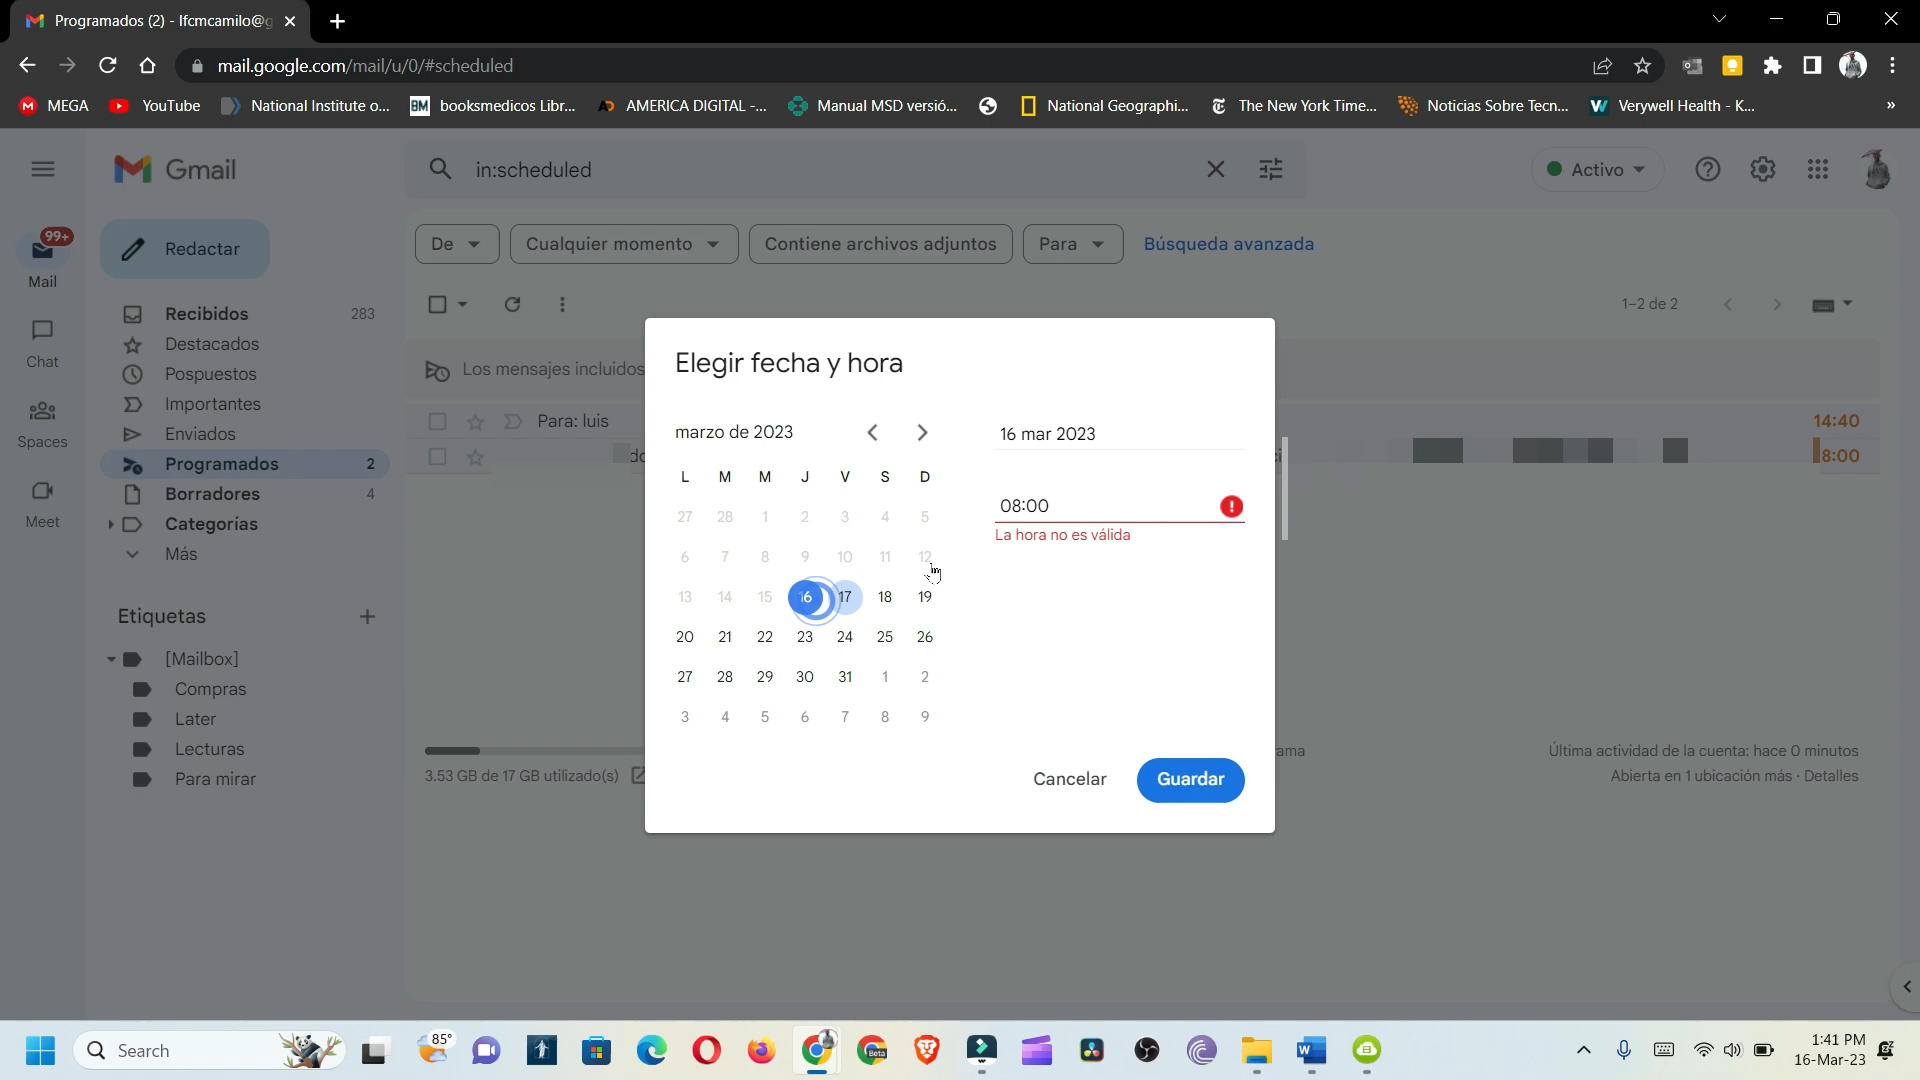 Programados (2) - lfcmcamilo@g
mail.google.com/mail/u/0/#scheduled
MEGA
YouTube
National Institute o...
booksmedicos Libr...
AMERICA DIGITAL -...
Manual MSD versió...
National Geographi...
The New York Time...
Noticias Sobre Tecn...
Verywell Health - K...
»
Gmail
in:scheduled
Activo
99+
Mail
Chat
Spaces
Meet
Redactar
Recibidos 283
Destacados
Pospuestos
Importantes
Enviados
Programados 2
Borradores 4
Categorías
Más
Etiquetas
[Mailbox]
Compras
Later
Lecturas
Para mirar
De
Cualquier momento
Contiene archivos adjuntos
Para
Búsqueda avanzada
1–2 de 2
Los mensajes incluidos
Para: luis
14:40
8:00
Elegir fecha y hora
marzo de 2023
L M M J V S D
27 28 1 2 3 4 5
6 7 8 9 10 11 12
13 14 15 16 17 18 19
20 21 22 23 24 25 26
27 28 29 30 31 1 2
3 4 5 6 7 8 9
16 mar 2023
08:00
La hora no es válida
Cancelar
Guardar
3.53 GB de 17 GB utilizado(s)
Última actividad de la cuenta: hace 0 minutos
Abierta en 1 ubicación más · Detalles
Search
85°
Beta
1:41 PM
16-Mar-23